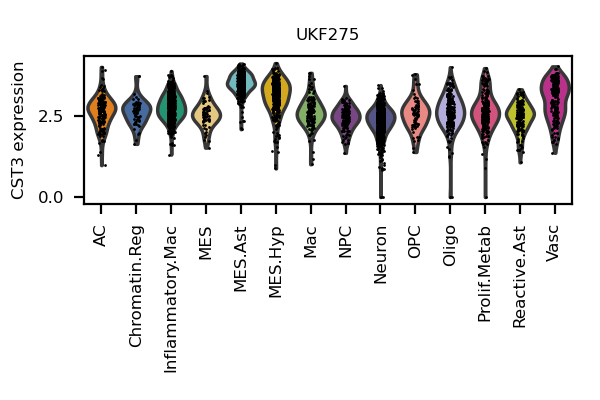 UKF275
CST3 expression
2.5
0.0
AC
Chromatin.Reg
Inflammatory.Mac
MES
MES.Ast
MES.Hyp
Mac
NPC
Neuron
OPC
Oligo
Prolif.Metab
Reactive.Ast
Vasc